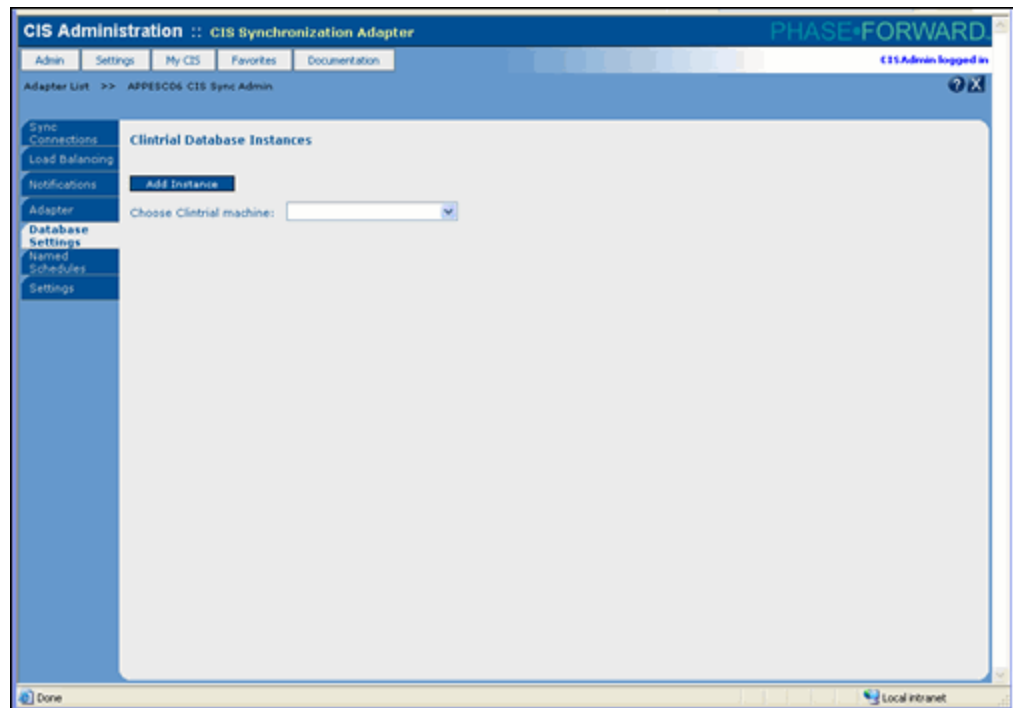 CIS Administration :: CIS Synchronization Adapter
PHASE•FORWARD.
Admin
Settings
My CIS
Favorites
Documentation
CISAdmin logged in
Adapter List >> APPESC06 CIS Sync Admin
? X
Sync
Connections
Load Balancing
Notifications
Adapter
Database
Settings
Named
Schedules
Settings
Clintrial Database Instances
Add Instance
Choose Clintrial machine:
Done
Local intranet